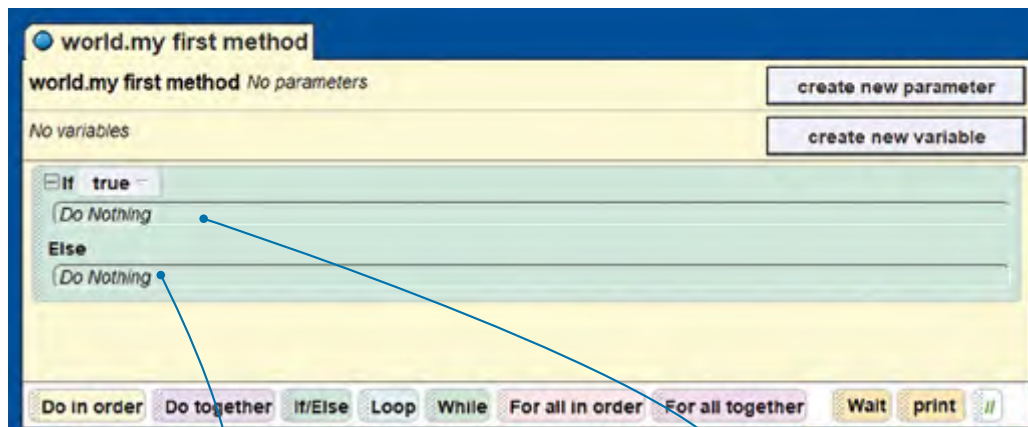 world.my first method
world.my first method No parameters
create new parameter
No variables
create new variable
If true
Do Nothing
Else
Do Nothing
Do in order Do together If/Else Loop While For all in order For all together Wait print //